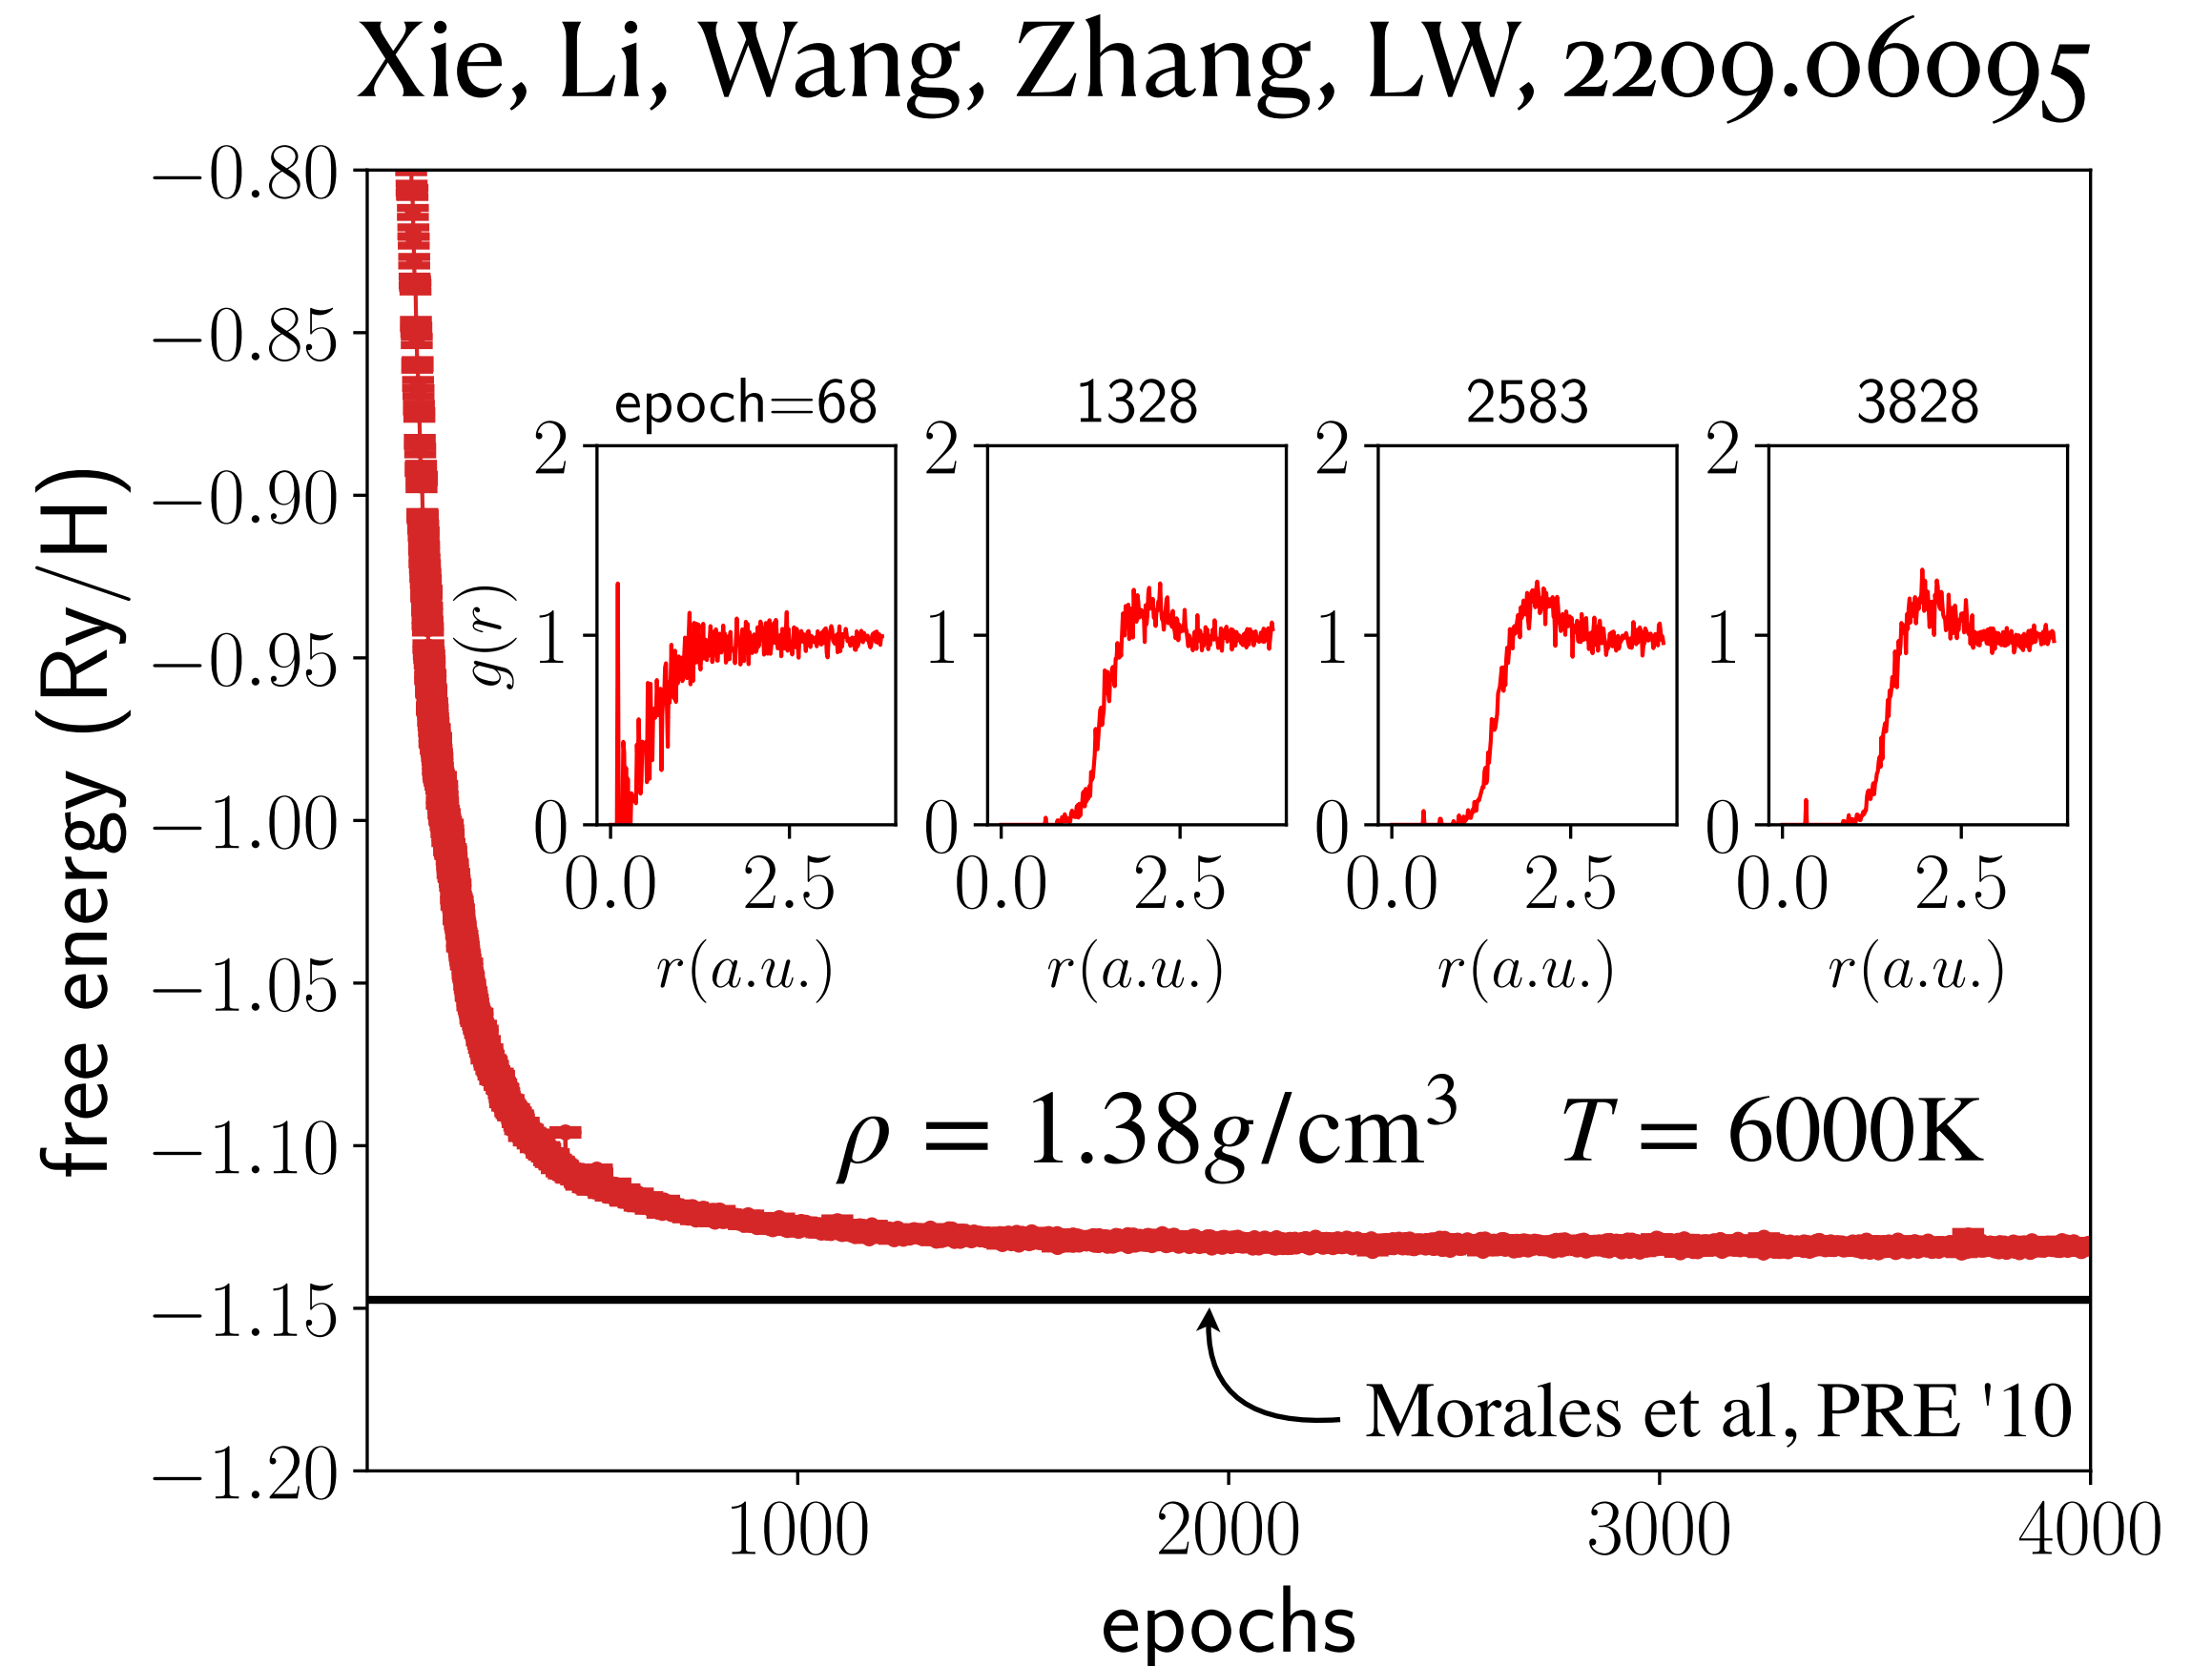 Xie, Li, Wang, Zhang, LW, 2209.06095
free energy (Ry/H)
−0.80
−0.85
−0.90
−0.95
−1.00
−1.05
−1.10
−1.15
−1.20
epoch=68
1328
2583
3828
g(r)
2
1
0
2
1
0
2
1
0
2
1
0
0.0 2.5
0.0 2.5
0.0 2.5
0.0 2.5
r(a.u.)
r(a.u.)
r(a.u.)
r(a.u.)
ρ = 1.38g/cm³ T = 6000K
Morales et al, PRE '10
1000 2000 3000 4000
epochs